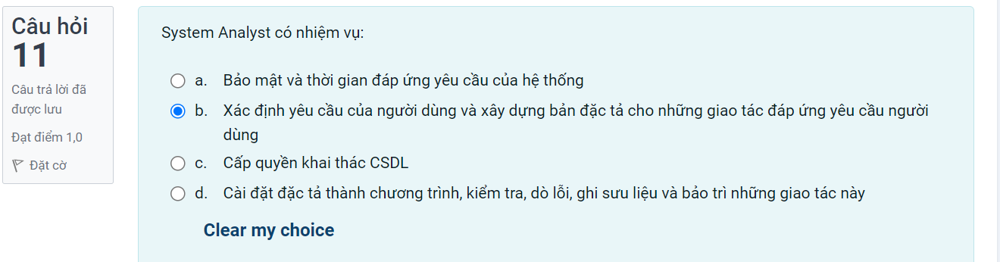 Câu hỏi
11
Câu trả lời đã
được lưu
Đạt điểm 1,0
Đặt cờ
System Analyst có nhiệm vụ:
a. Bảo mật và thời gian đáp ứng yêu cầu của hệ thống
b. Xác định yêu cầu của người dùng và xây dựng bản đặc tả cho những giao tác đáp ứng yêu cầu người
dùng
c. Cấp quyền khai thác CSDL
d. Cài đặt đặc tả thành chương trình, kiểm tra, dò lỗi, ghi sưu liệu và bảo trì những giao tác này
Clear my choice